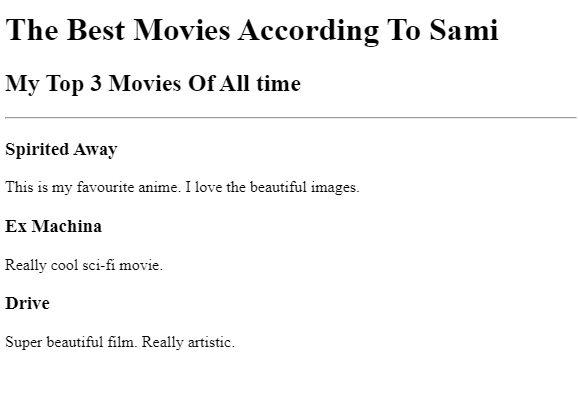 The Best Movies According To Sami
My Top 3 Movies Of All time
Spirited Away
This is my favourite anime. I love the beautiful images.
Ex Machina
Really cool sci-fi movie.
Drive
Super beautiful film. Really artistic.